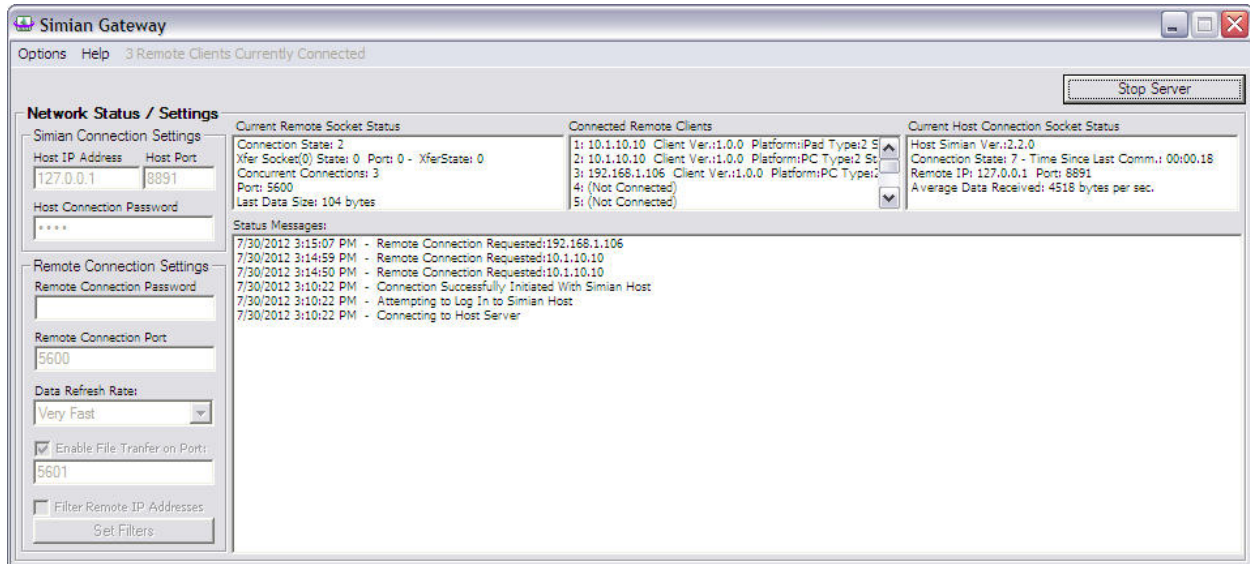 Simian Gateway
Options Help 3 Remote Clients Currently Connected
Stop Server
Network Status / Settings
Simian Connection Settings
Host IP Address Host Port
127.0.0.1 8891
Host Connection Password
****
Remote Connection Settings
Remote Connection Password
Remote Connection Port
5600
Data Refresh Rate:
Very Fast
Enable File Tranfer on Port:
5601
Filter Remote IP Addresses
Set Filters
Current Remote Socket Status
Connection State: 2
Xfer Socket(0) State: 0 Port: 0 - XferState: 0
Concurrent Connections: 3
Port: 5600
Last Data Size: 104 bytes
Connected Remote Clients
1: 10.1.10.10 Client Ver.:1.0.0 Platform:iPad Type:2 S
2: 10.1.10.10 Client Ver.:1.0.0 Platform:PC Type:2 St
3: 192.168.1.106 Client Ver.:1.0.0 Platform:PC Type:2
4: (Not Connected)
5: (Not Connected)
Current Host Connection Socket Status
Host Simian Ver.:2.2.0
Connection State: 7 - Time Since Last Comm.: 00:00.18
Remote IP: 127.0.0.1 Port: 8891
Average Data Received: 4518 bytes per sec.
Status Messages:
7/30/2012 3:15:07 PM - Remote Connection Requested:192.168.1.106
7/30/2012 3:14:59 PM - Remote Connection Requested:10.1.10.10
7/30/2012 3:14:50 PM - Remote Connection Requested:10.1.10.10
7/30/2012 3:10:22 PM - Connection Successfully Initiated With Simian Host
7/30/2012 3:10:22 PM - Attempting to Log In to Simian Host
7/30/2012 3:10:22 PM - Connecting to Host Server